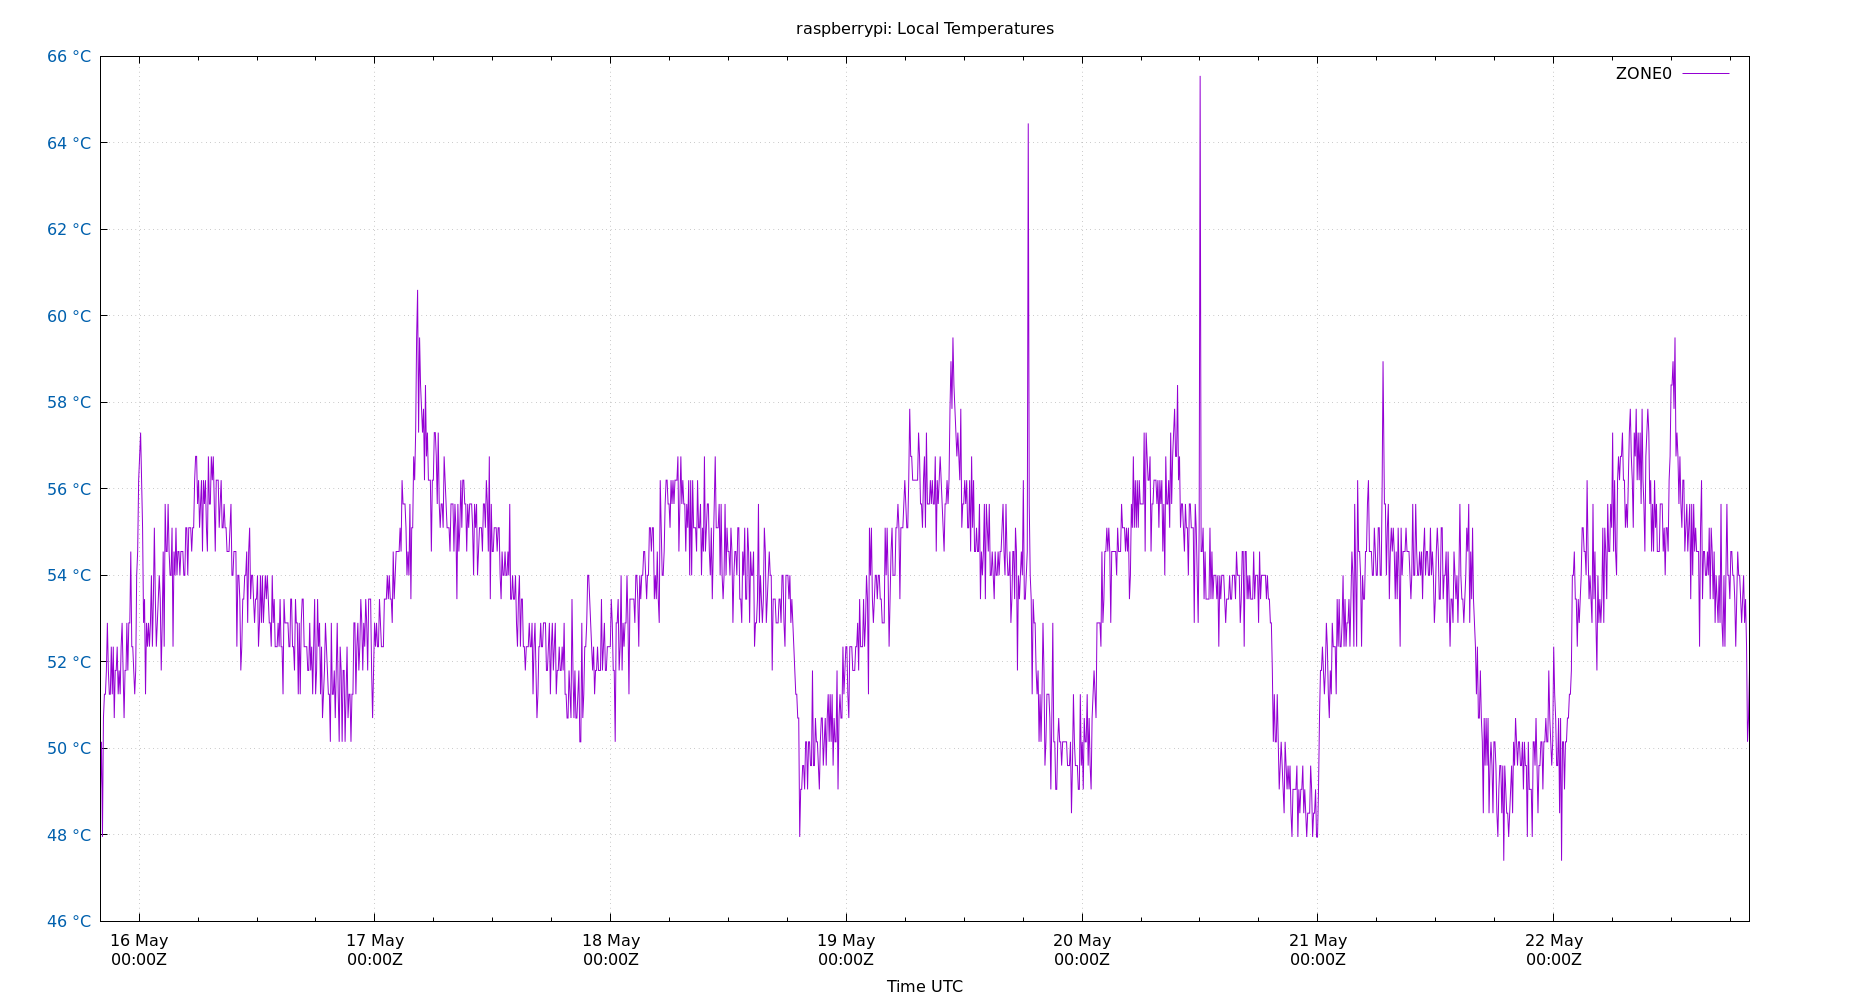 raspberrypi: Local Temperatures
66 °C
ZONE0
64 °C
62 °C
60 °C
58 °C
56 °C
54 °C
52 °C
50 °C
48 °C
46 °C
16 May 17 May 18 May 19 May 20 May 21 May 22 May
00:00Z 00:00Z 00:00Z 00:00Z 00:00Z 00:00Z 00:00Z
Time UTC